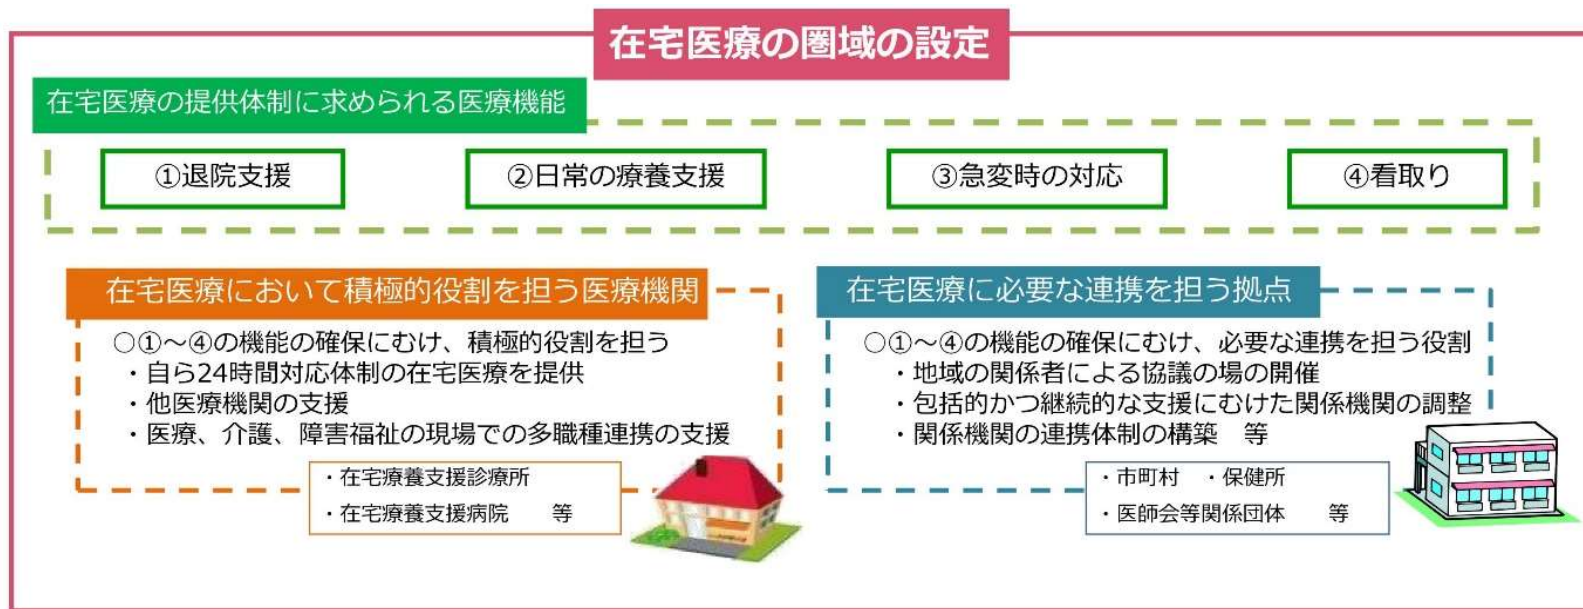 在宅医療の圏域の設定
在宅医療の提供体制に求められる医療機能
①退院支援
②日常の療養支援
③急変時の対応
④看取り
在宅医療において積極的役割を担う医療機関
○①～④の機能の確保にむけ、積極的役割を担う
・自ら24時間対応体制の在宅医療を提供
・他医療機関の支援
・医療、介護、障害福祉の現場での多職種連携の支援
・在宅療養支援診療所
・在宅療養支援病院　等
在宅医療に必要な連携を担う拠点
○①～④の機能の確保にむけ、必要な連携を担う役割
・地域の関係者による協議の場の開催
・包括的かつ継続的な支援にむけた関係機関の調整
・関係機関の連携体制の構築　等
・市町村　・保健所
・医師会等関係団体　等